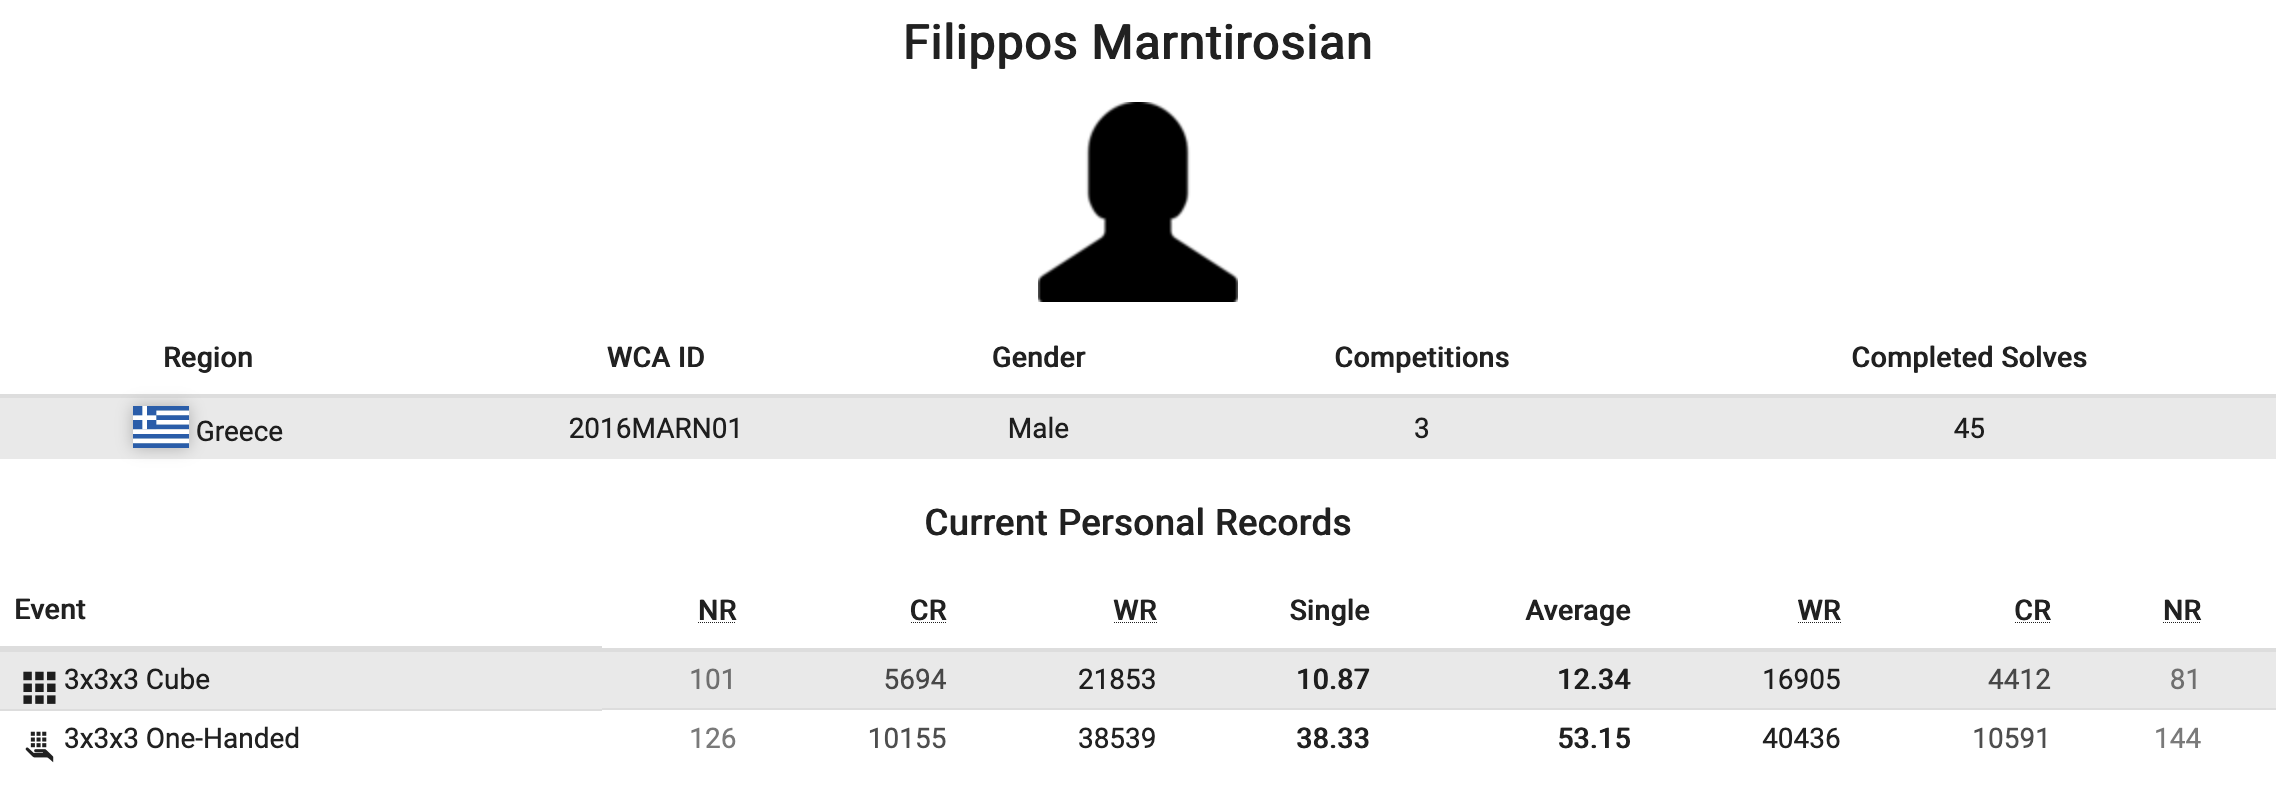 Filippos Marntirosian
Region WCA ID Gender Competitions Completed Solves
Greece 2016MARN01 Male 3 45
Current Personal Records
Event NR CR WR Single Average WR CR NR
3x3x3 Cube 101 5694 21853 10.87 12.34 16905 4412 81
3x3x3 One-Handed 126 10155 38539 38.33 53.15 40436 10591 144